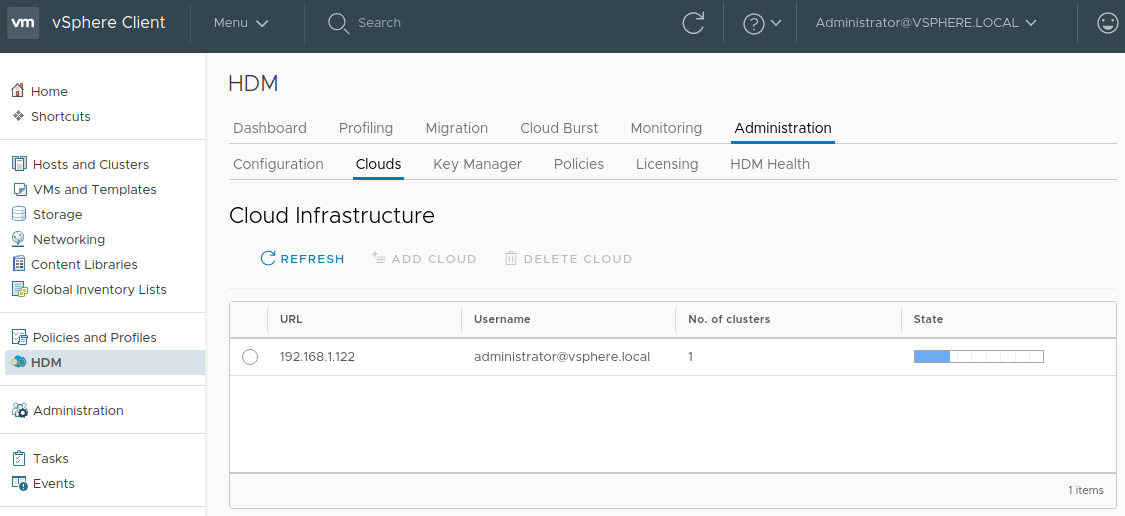 vm vSphere Client Menu Search Administrator@VSPHERE.LOCAL
Home
Shortcuts
Hosts and Clusters
VMs and Templates
Storage
Networking
Content Libraries
Global Inventory Lists
Policies and Profiles
HDM
Administration
Tasks
Events
HDM
Dashboard Profiling Migration Cloud Burst Monitoring Administration
Configuration Clouds Key Manager Policies Licensing HDM Health
Cloud Infrastructure
REFRESH ADD CLOUD DELETE CLOUD
URL Username No. of clusters State
192.168.1.122 administrator@vsphere.local 1
1 items